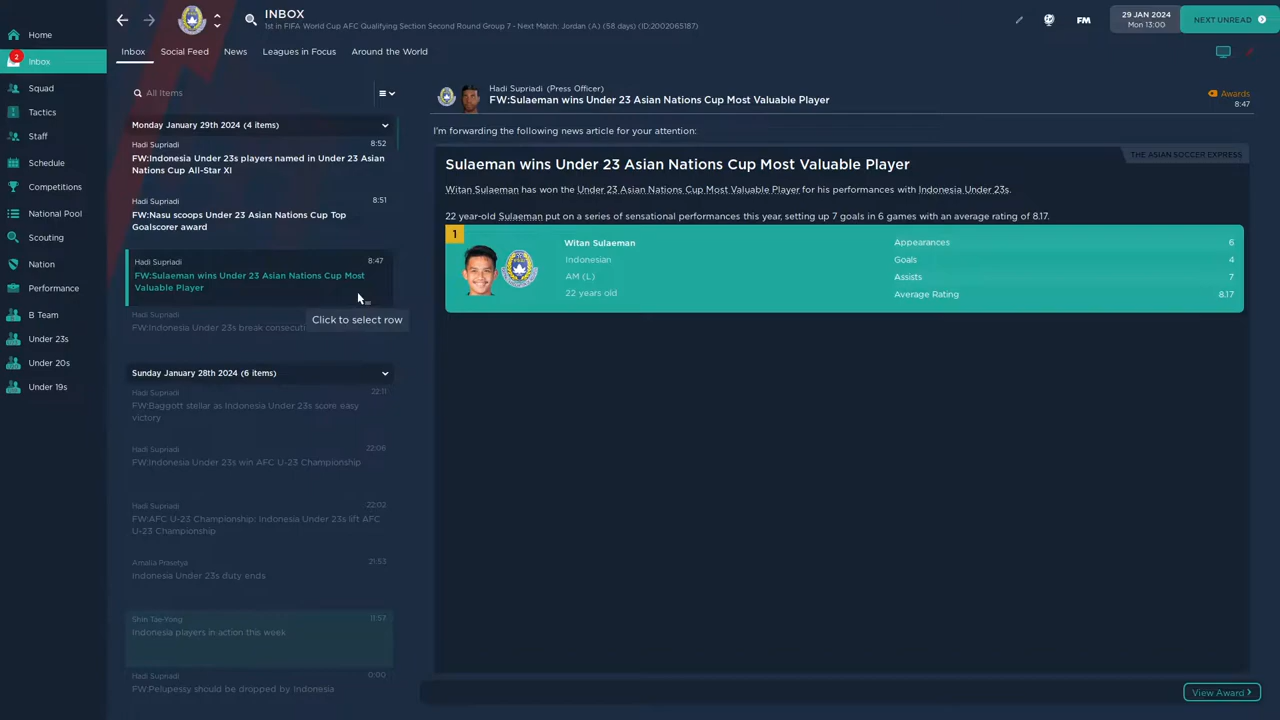 INBOX
1st in FIFA World Cup AFC Qualifying Section Second Round Group 7 - Next Match: Jordan (A) (58 days) (ID:2002065187)
FM
29 JAN 2024
Mon 13:00
NEXT UNREAD
Home
2
Inbox
Squad
Tactics
Staff
Schedule
Competitions
National Pool
Scouting
Nation
Performance
B Team
Under 23s
Under 20s
Under 19s
Inbox
Social Feed
News
Leagues in Focus
Around the World
All Items
Monday January 29th 2024 (4 items)
Hadi Supriadi 8:52
FW:Indonesia Under 23s players named in Under 23 Asian
Nations Cup All-Star XI
Hadi Supriadi 8:51
FW:Nasu scoops Under 23 Asian Nations Cup Top
Goalscorer award
Hadi Supriadi 8:47
FW:Sulaeman wins Under 23 Asian Nations Cup Most
Valuable Player
Hadi Supriadi
FW:Indonesia Under 23s break consecuti
Click to select row
Sunday January 28th 2024 (6 items)
Hadi Supriadi 22:11
FW:Baggott stellar as Indonesia Under 23s score easy
victory
Hadi Supriadi 22:06
FW:Indonesia Under 23s win AFC U-23 Championship
Hadi Supriadi 22:02
FW:AFC U-23 Championship: Indonesia Under 23s lift AFC
U-23 Championship
Amalia Prasetya 21:53
Indonesia Under 23s duty ends
Shin Tae-Yong 11:57
Indonesia players in action this week
Hadi Supriadi 0:00
FW:Pelupessy should be dropped by Indonesia
Hadi Supriadi (Press Officer)
FW:Sulaeman wins Under 23 Asian Nations Cup Most Valuable Player
Awards
8:47
I'm forwarding the following news article for your attention:
THE ASIAN SOCCER EXPRESS
Sulaeman wins Under 23 Asian Nations Cup Most Valuable Player
Witan Sulaeman has won the Under 23 Asian Nations Cup Most Valuable Player for his performances with Indonesia Under 23s.
22 year-old Sulaeman put on a series of sensational performances this year, setting up 7 goals in 6 games with an average rating of 8.17.
1
Witan Sulaeman
Indonesian
AM (L)
22 years old
Appearances 6
Goals 4
Assists 7
Average Rating 8.17
View Award